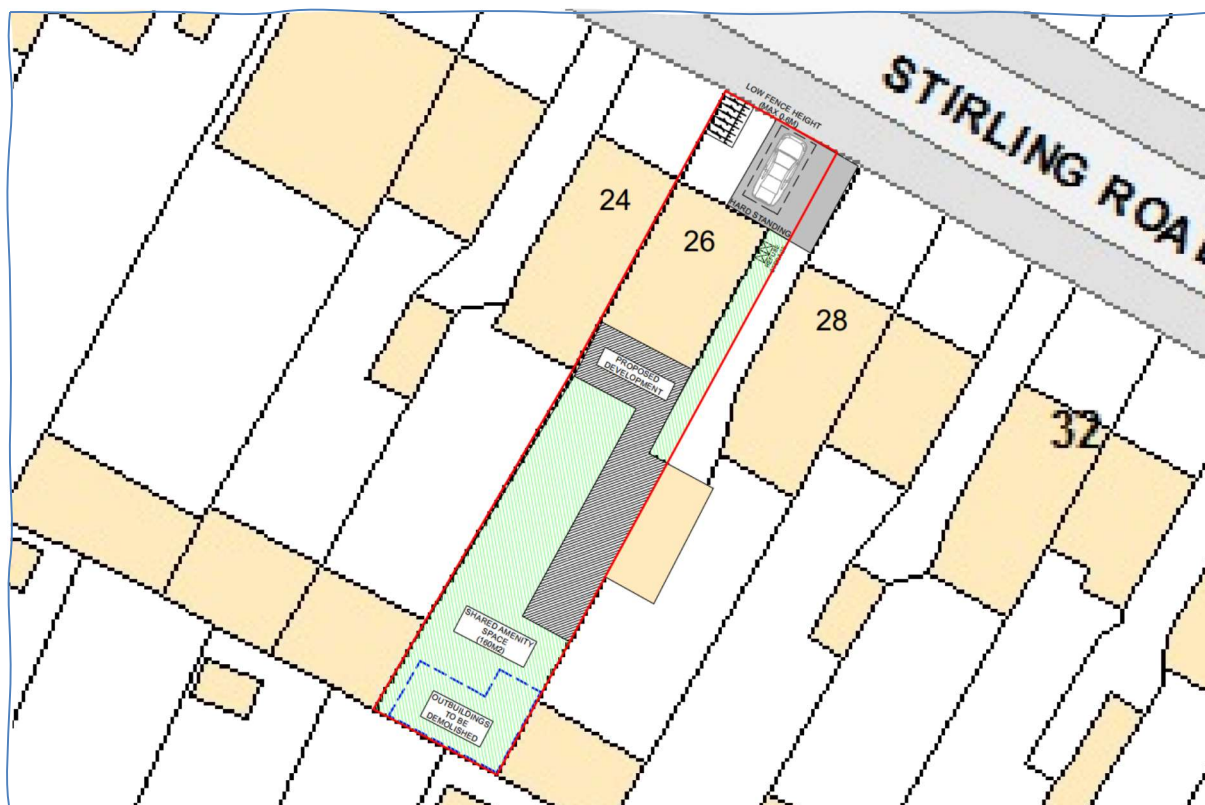 STIRLING ROAD
LOW FENCE HEIGHT
(MAX 0.6M)
24
HARD STANDING
26
28
PROPOSED
DEVELOPMENT
32
SHARED AMENITY
SPACE
(160M2)
OUTBUILDINGS
TO BE
DEMOLISHED